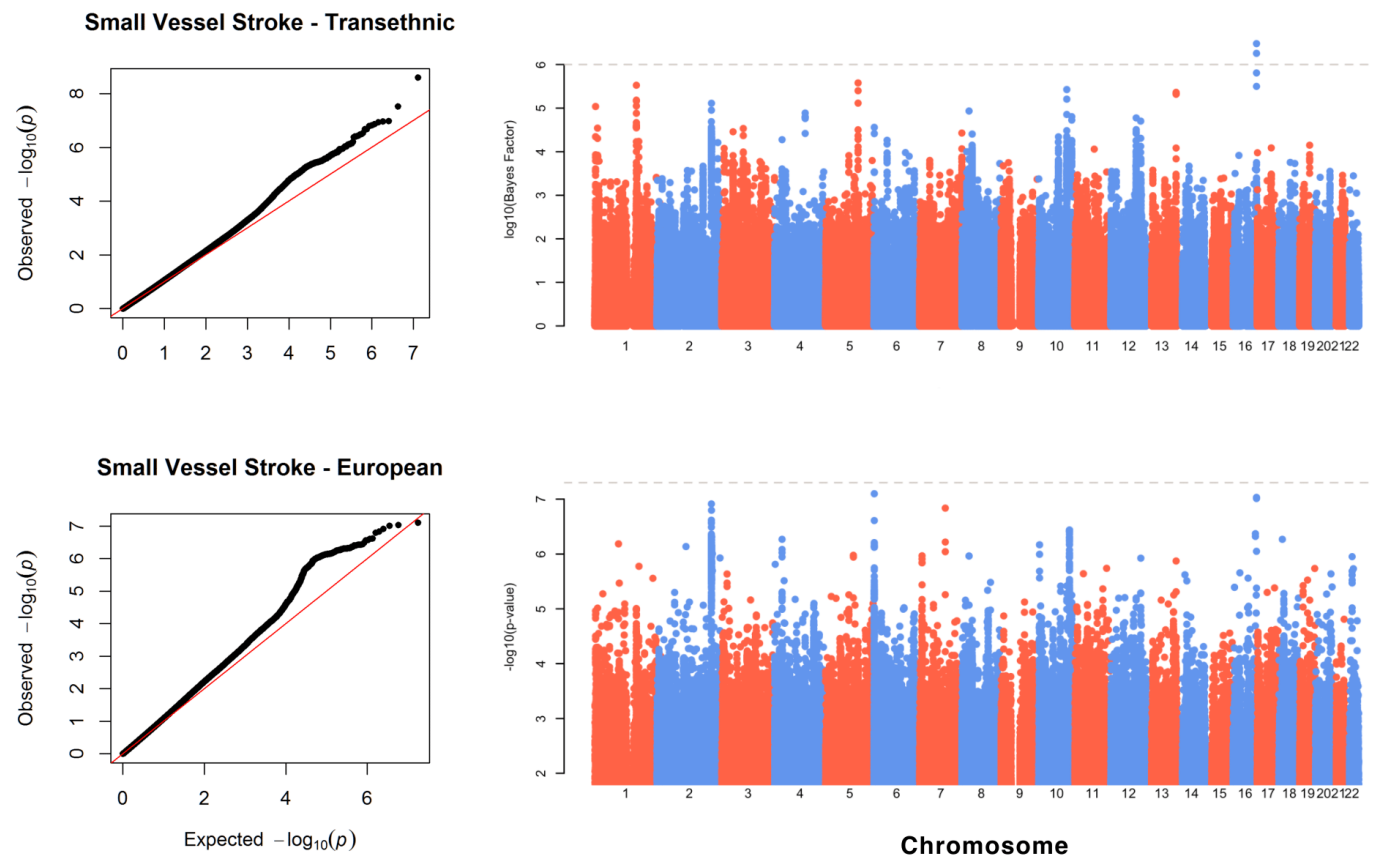 Small Vessel Stroke - Transethnic
Observed −log10(p)
8
6
4
2
0
0 1 2 3 4 5 6 7
log10(Bayes Factor)
6
5
4
3
2
1
0
1 2 3 4 5 6 7 8 9 10 11 12 13 14 15 16 17 18 19 20 21 22
Small Vessel Stroke - European
Observed −log10(p)
7
6
5
4
3
2
1
0
0 2 4 6
Expected −log10(p)
-log10(p-value)
7
6
5
4
3
2
1 2 3 4 5 6 7 8 9 10 11 12 13 14 15 16 17 18 19 20 21 22
Chromosome